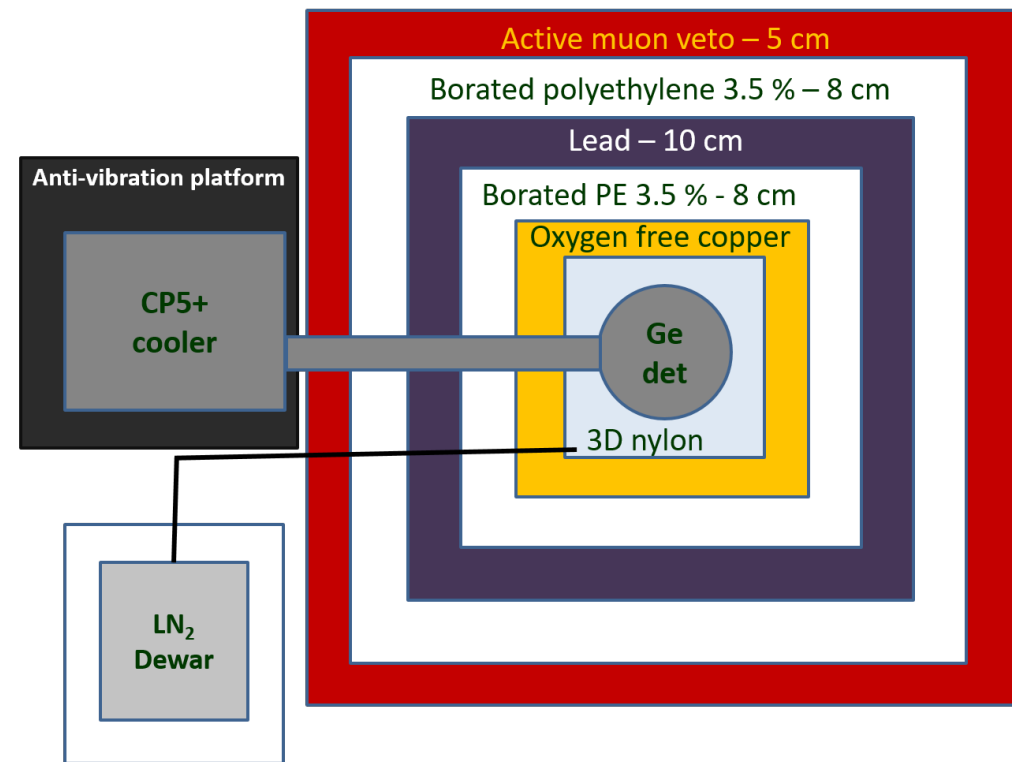 Active muon veto – 5 cm
Borated polyethylene 3.5 % – 8 cm
Lead – 10 cm
Borated PE 3.5 % - 8 cm
Oxygen free copper
Ge
det
3D nylon
Anti-vibration platform
CP5+
cooler
LN₂
Dewar